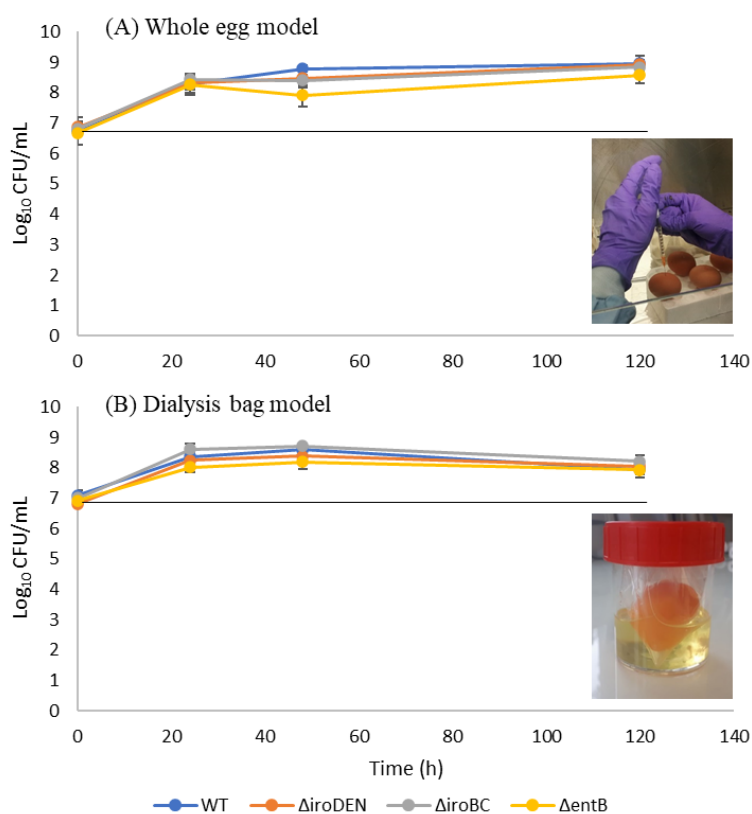 (A) Whole egg model
10
9
8
7
6
5
4
3
2
1
0
Log₁₀ CFU/mL
0 20 40 60 80 100 120 140
(B) Dialysis bag model
10
9
8
7
6
5
4
3
2
1
0
Log₁₀ CFU/mL
0 20 40 60 80 100 120 140
Time (h)
WT ΔiroDEN ΔiroBC ΔentB